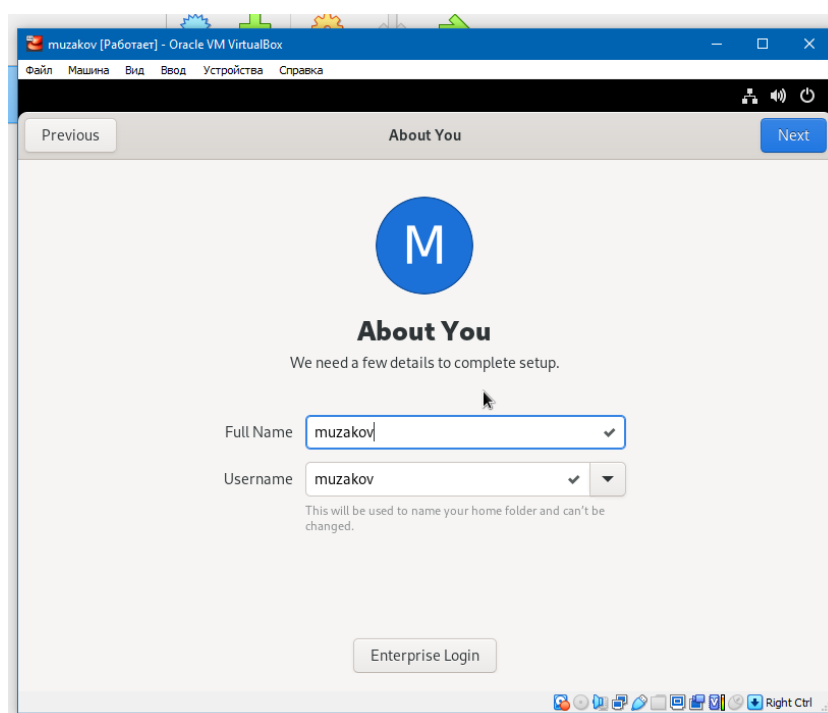 muzakov [Работает] - Oracle VM VirtualBox
Файл Машина Вид Ввод Устройства Справка
Previous
About You
Next
M
About You
We need a few details to complete setup.
Full Name
muzakov
Username
muzakov
This will be used to name your home folder and can't be
changed.
Enterprise Login
Right Ctrl